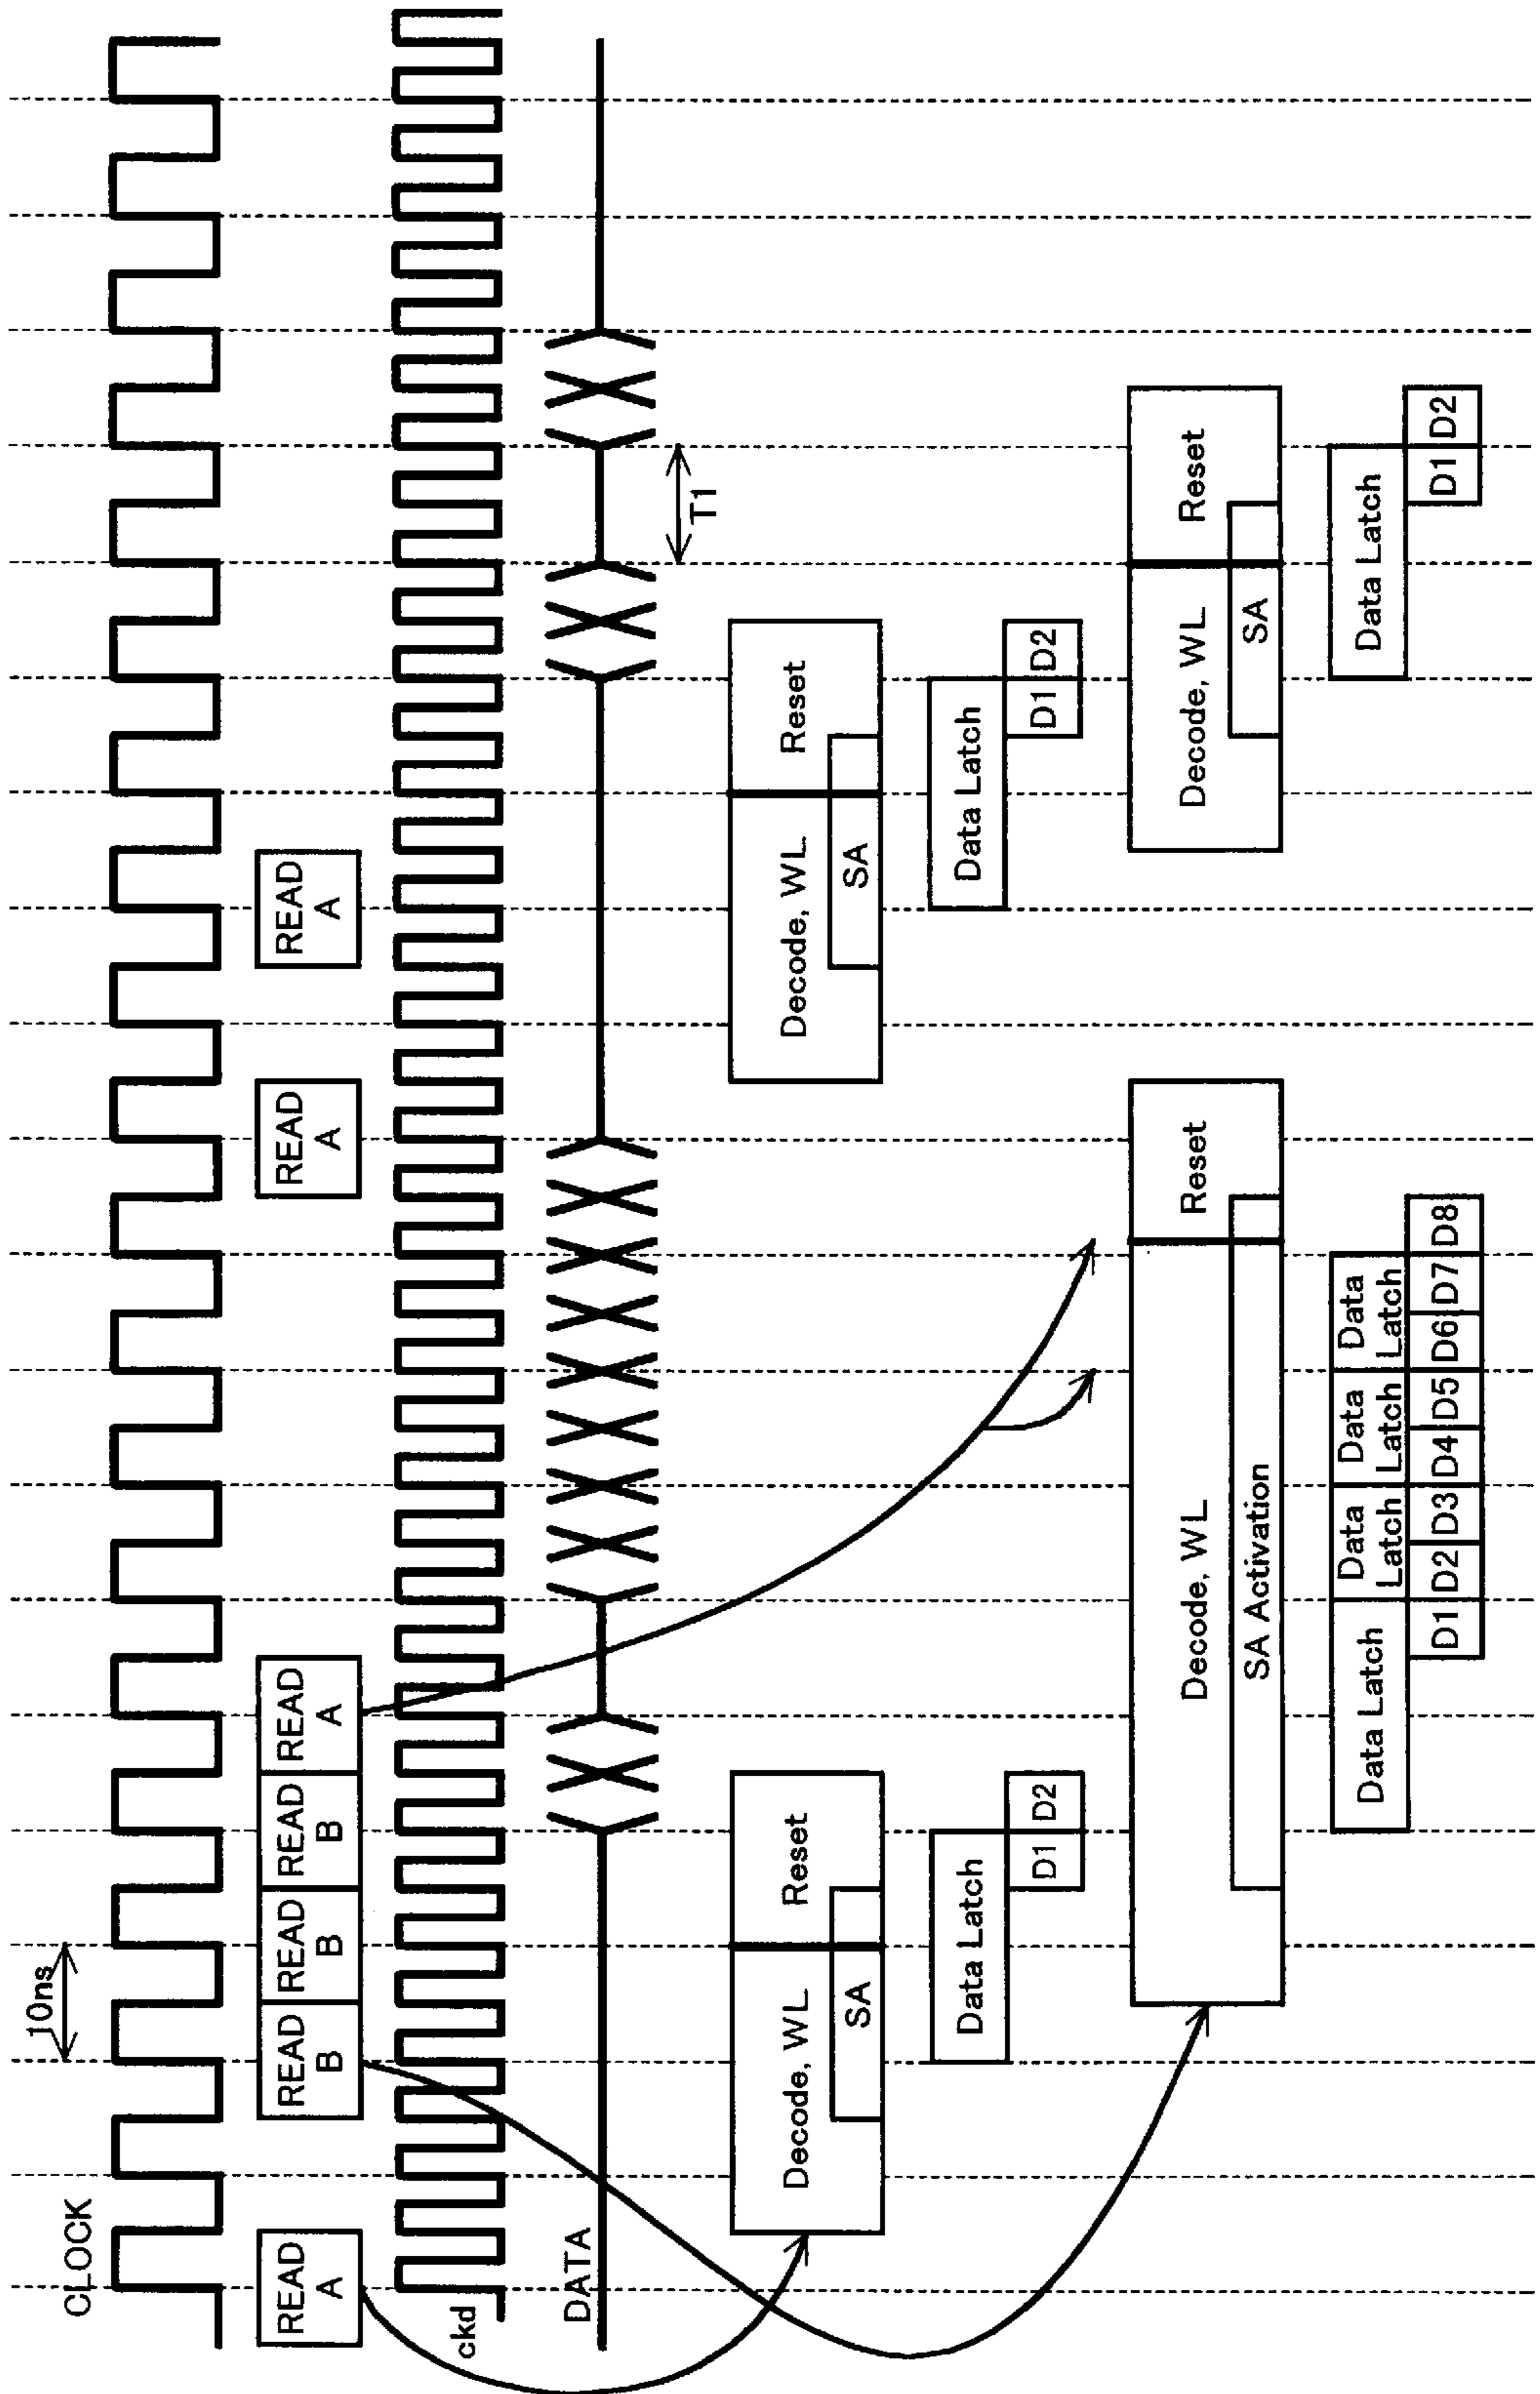 10ns
CLOCK
READ
A
READ
B
READ
B
READ
B
READ
A
READ
A
READ
A
ckd
DATA
T1
Decode, WL
SA
Reset
Data Latch
D1
D2
Decode, WL
SA
Reset
Data Latch
D1
D2
Decode, WL
SA Activation
Reset
Data Latch
Data
Latch
Data
Latch
Data
Latch
D1
D2
D3
D4
D5
D6
D7
D8
Decode, WL
SA
Reset
Data Latch
D1
D2